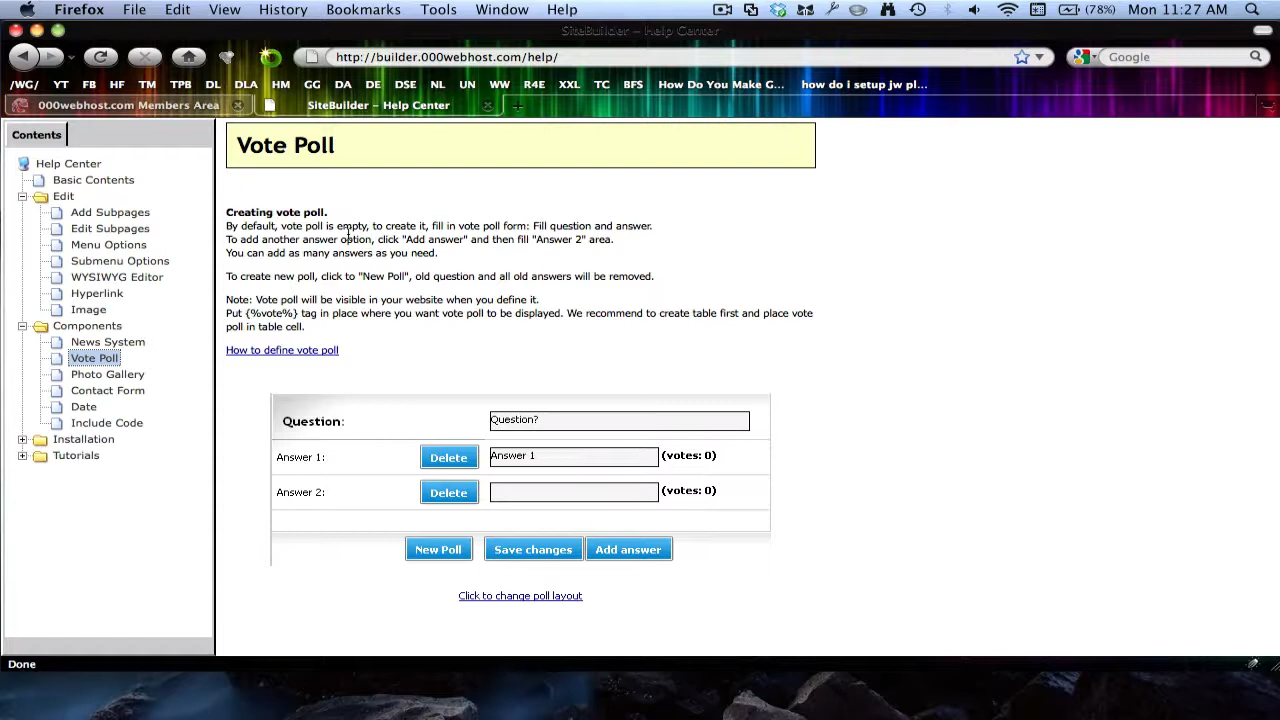 Firefox File Edit View History Bookmarks Tools Window Help (78%) Mon 11:27 AM
SiteBuilder – Help Center
http://builder.000webhost.com/help/ Google
/WG/ YT FB HF TM TPB DL DLA HM GG DA DE DSE NL UN WW R4E XXL TC BFS How Do You Make G... how do i setup jw pl...
000webhost.com Members Area SiteBuilder – Help Center
Contents
Help Center
Basic Contents
Edit
Add Subpages
Edit Subpages
Menu Options
Submenu Options
WYSIWYG Editor
Hyperlink
Image
Components
News System
Vote Poll
Photo Gallery
Contact Form
Date
Include Code
Installation
Tutorials
Vote Poll
Creating vote poll.
By default, vote poll is empty, to create it, fill in vote poll form: Fill question and answer.
To add another answer option, click "Add answer" and then fill "Answer 2" area.
You can add as many answers as you need.
To create new poll, click to "New Poll", old question and all old answers will be removed.
Note: Vote poll will be visible in your website when you define it.
Put {%vote%} tag in place where you want vote poll to be displayed. We recommend to create table first and place vote
poll in table cell.
How to define vote poll
Question: Question?
Answer 1: Delete Answer 1 (votes: 0)
Answer 2: Delete (votes: 0)
New Poll Save changes Add answer
Click to change poll layout
Done